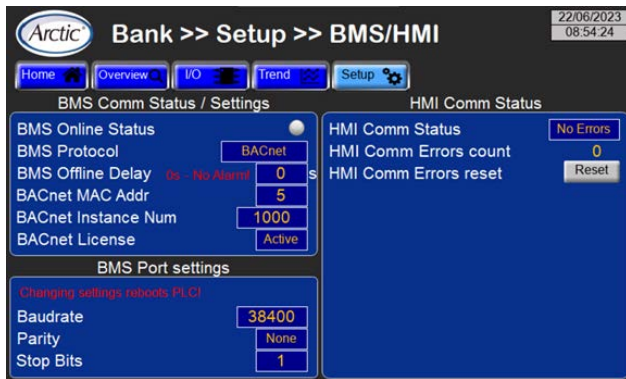 Arctic
Bank >> Setup >> BMS/HMI
22/06/2023
08:54:24
Home
Overview
I/O
Trend
Setup
BMS Comm Status / Settings
BMS Online Status
BMS Protocol BACnet
BMS Offline Delay 0s - No Alarm! 0 s
BACnet MAC Addr 5
BACnet Instance Num 1000
BACnet License Active
BMS Port settings
Changing settings reboots PLC!
Baudrate 38400
Parity None
Stop Bits 1
HMI Comm Status
HMI Comm Status No Errors
HMI Comm Errors count 0
HMI Comm Errors reset Reset